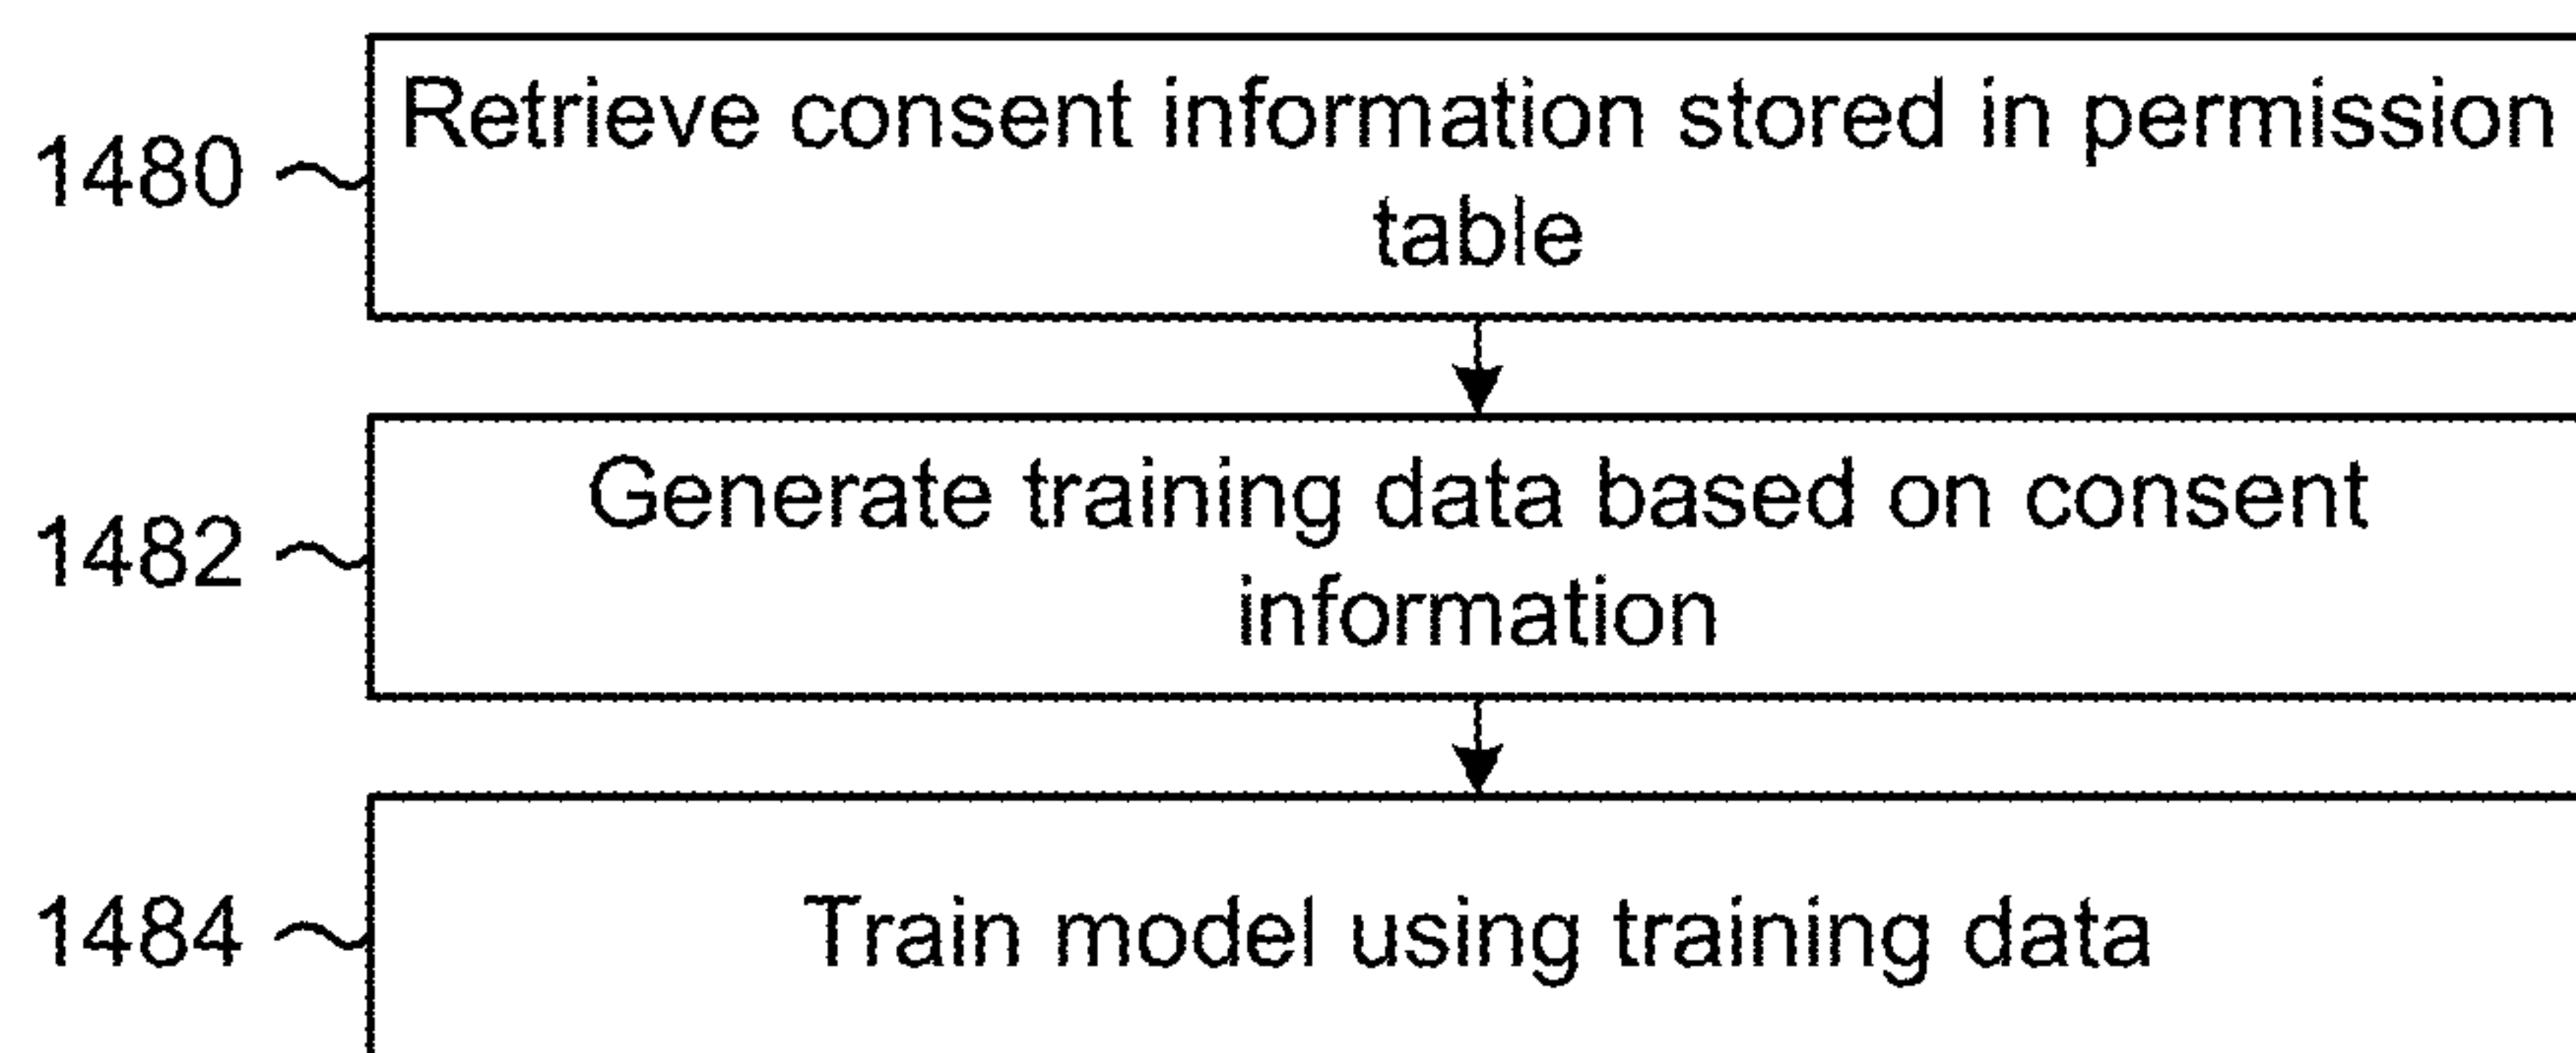 Retrieve consent information stored in permission
1480
table
Generate training data based on consent
1482
information
1484
Train model using training data